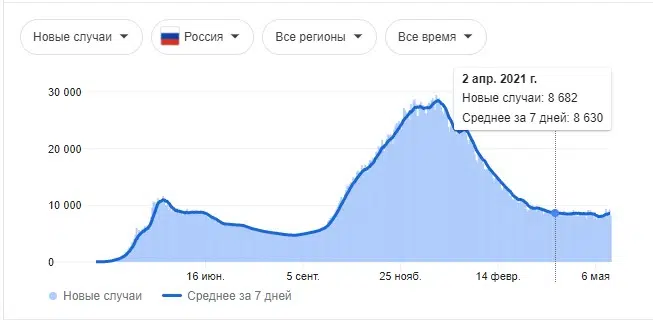 Новые случаи
Россия
Все регионы
Все время
2 апр. 2021 г.
Новые случаи: 8 682
Среднее за 7 дней: 8 630
30 000
20 000
10 000
0
16 июн.
5 сент.
25 нояб.
14 февр.
6 мая
Новые случаи
Среднее за 7 дней